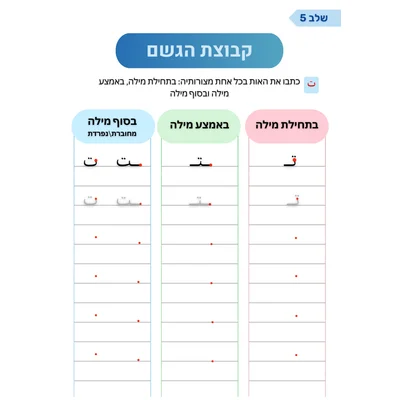 שלב 5
קבוצת הגשם
ت כתבו את האות בכל אחת מצורותיה: בתחילת מילה, באמצע
מילה ובסוף מילה
בתחילת מילה באמצע מילה בסוף מילה
מחוברת\נפרדת
تـ ـتـ ـت ت
تـ ـتـ ـت ت